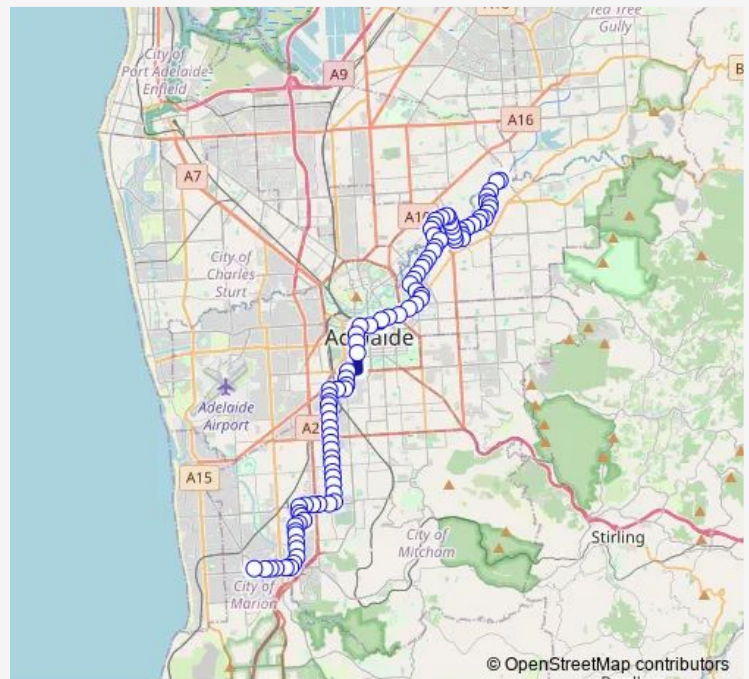 Tea Tree
Gully
City of
Port Adelaide
Enfield
A9
B
A16
A7
A10
City of
Charles
Sturt
Adelaide
Adelaide
Airport
A2
A15
City of
Mitcham
Stirling
City of
Marion
© OpenStreetMap contributors